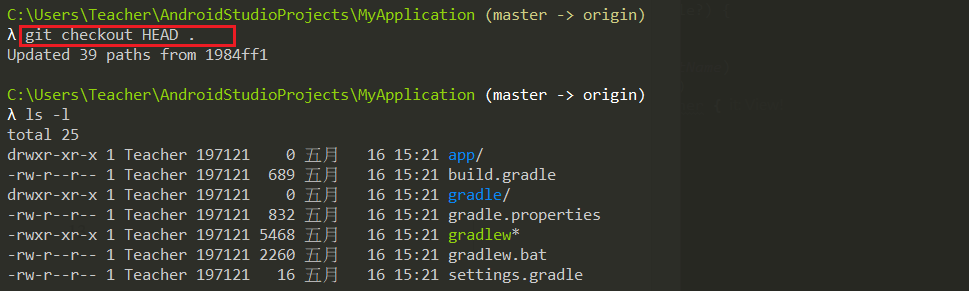 C:\Users\Teacher\AndroidStudioProjects\MyApplication (master -> origin)
λ git checkout HEAD .
Updated 39 paths from 1984ff1
C:\Users\Teacher\AndroidStudioProjects\MyApplication (master -> origin)
λ ls -l
total 25
drwxr-xr-x 1 Teacher 197121    0 五月   16 15:21 app/
-rw-r--r-- 1 Teacher 197121  689 五月   16 15:21 build.gradle
drwxr-xr-x 1 Teacher 197121    0 五月   16 15:21 gradle/
-rw-r--r-- 1 Teacher 197121  832 五月   16 15:21 gradle.properties
-rwxr-xr-x 1 Teacher 197121 5468 五月   16 15:21 gradlew*
-rw-r--r-- 1 Teacher 197121 2260 五月   16 15:21 gradlew.bat
-rw-r--r-- 1 Teacher 197121   16 五月   16 15:21 settings.gradle